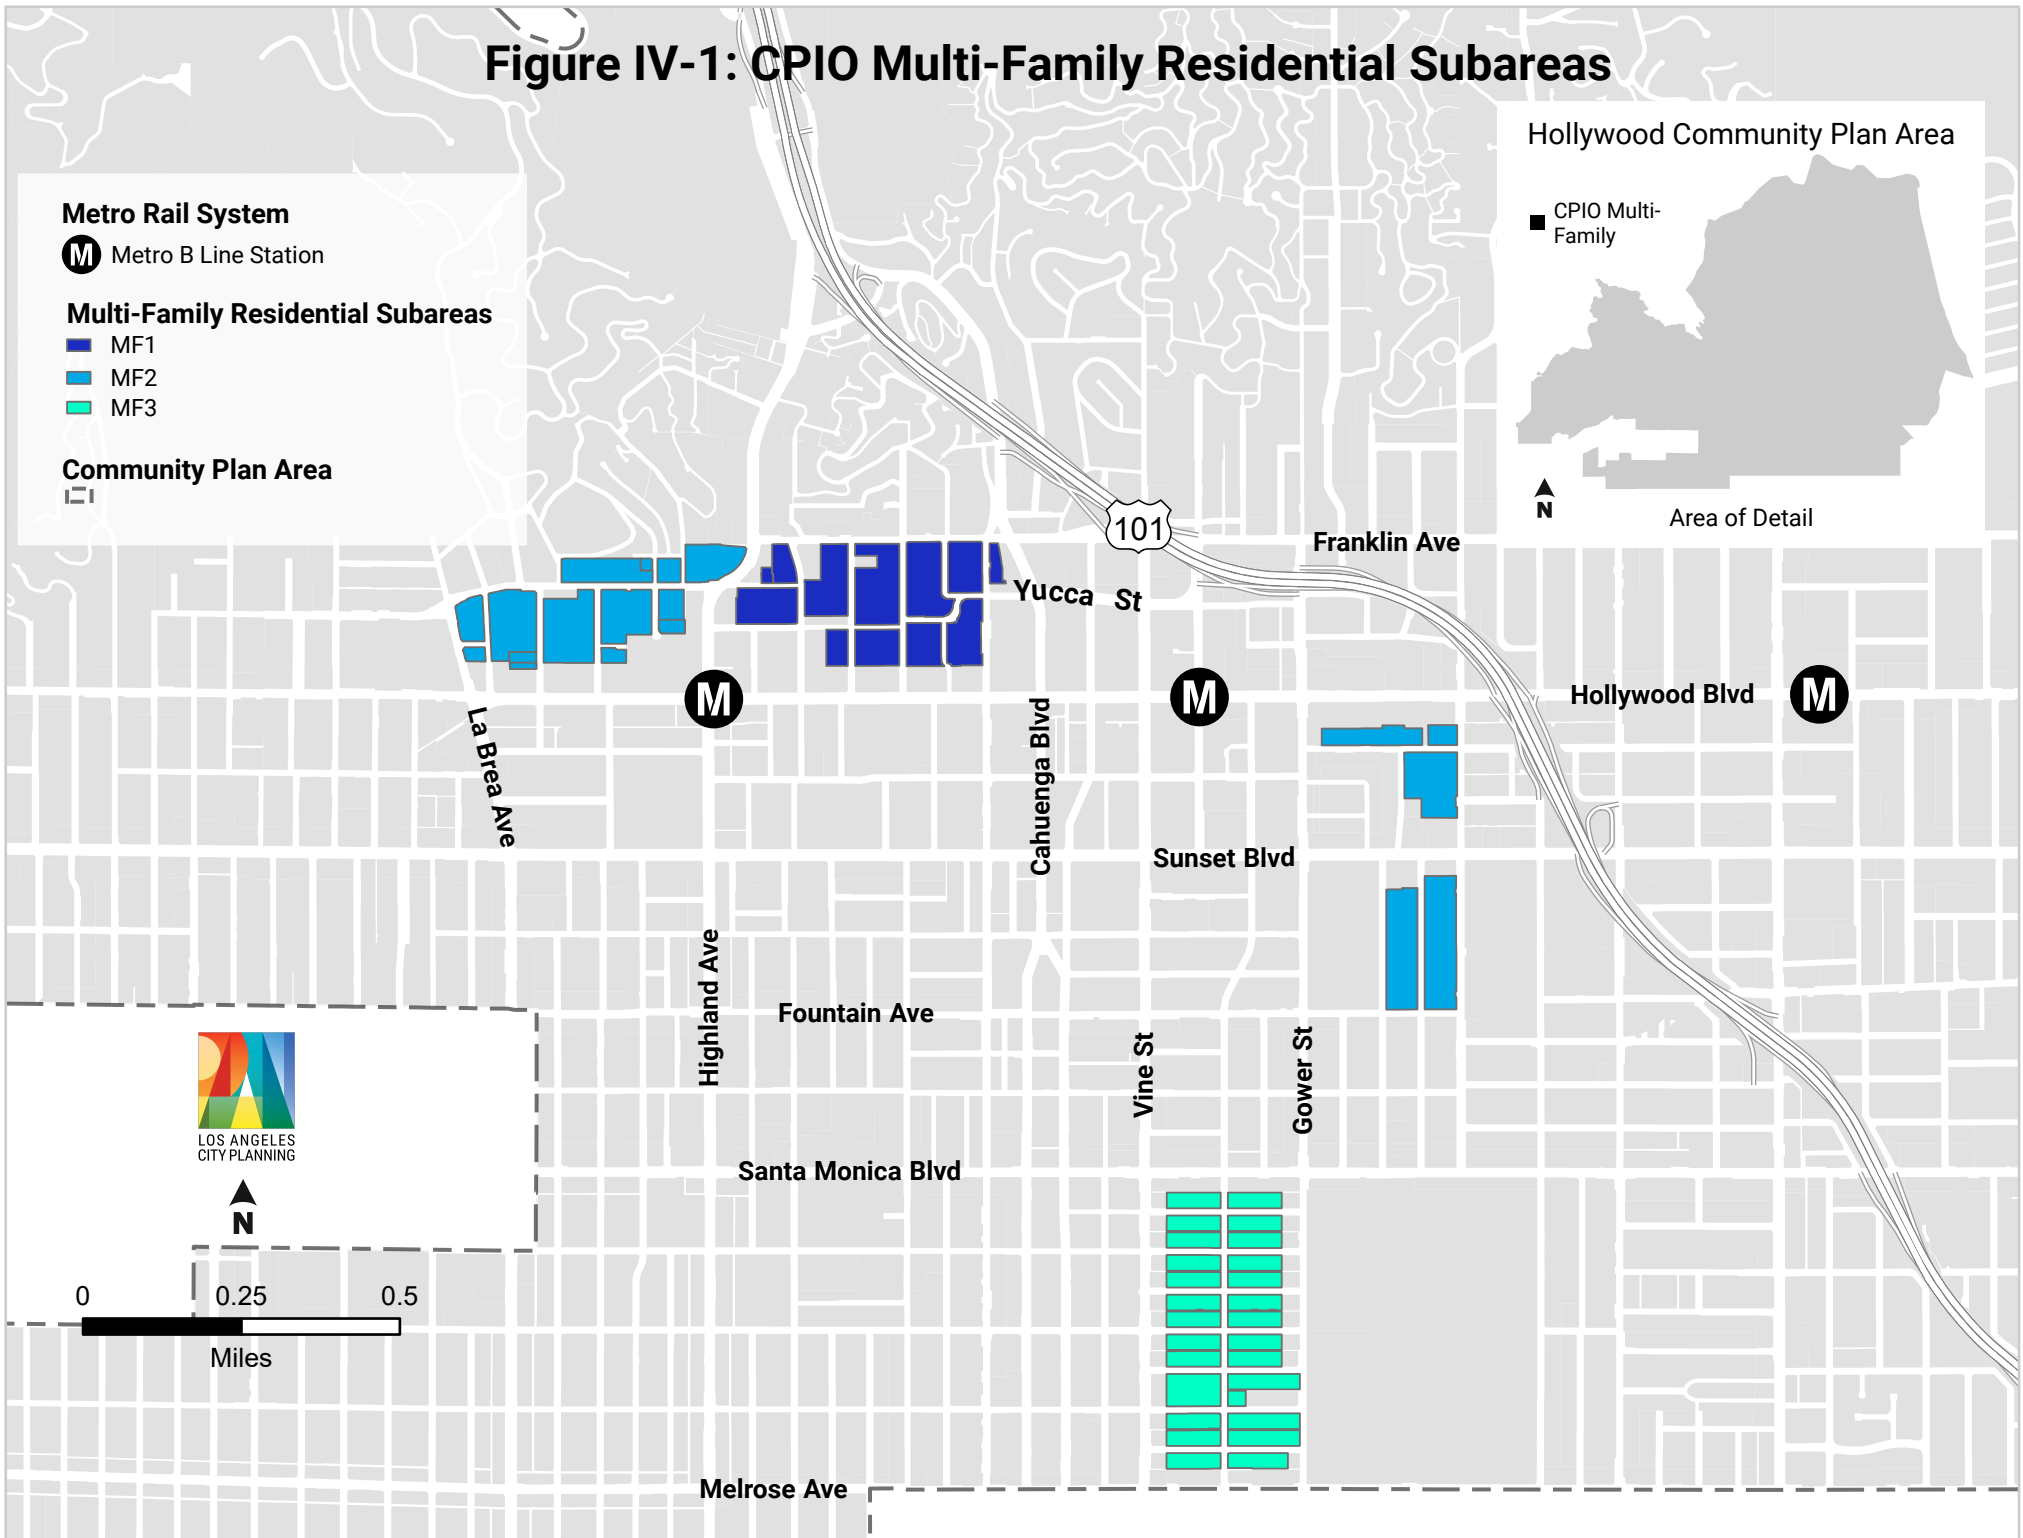 Figure IV-1: CPIO Multi-Family Residential Subareas
Hollywood Community Plan Area
CPIO Multi-
Family
N
Area of Detail
Metro Rail System
M Metro B Line Station
Multi-Family Residential Subareas
MF1
MF2
MF3
Community Plan Area
101
Franklin Ave
Yucca St
M
M
Hollywood Blvd
M
La Brea Ave
Cahuenga Blvd
Sunset Blvd
Highland Ave
Fountain Ave
Vine St
Gower St
LOS ANGELES
CITY PLANNING
Santa Monica Blvd
N
0 0.25 0.5
Miles
Melrose Ave